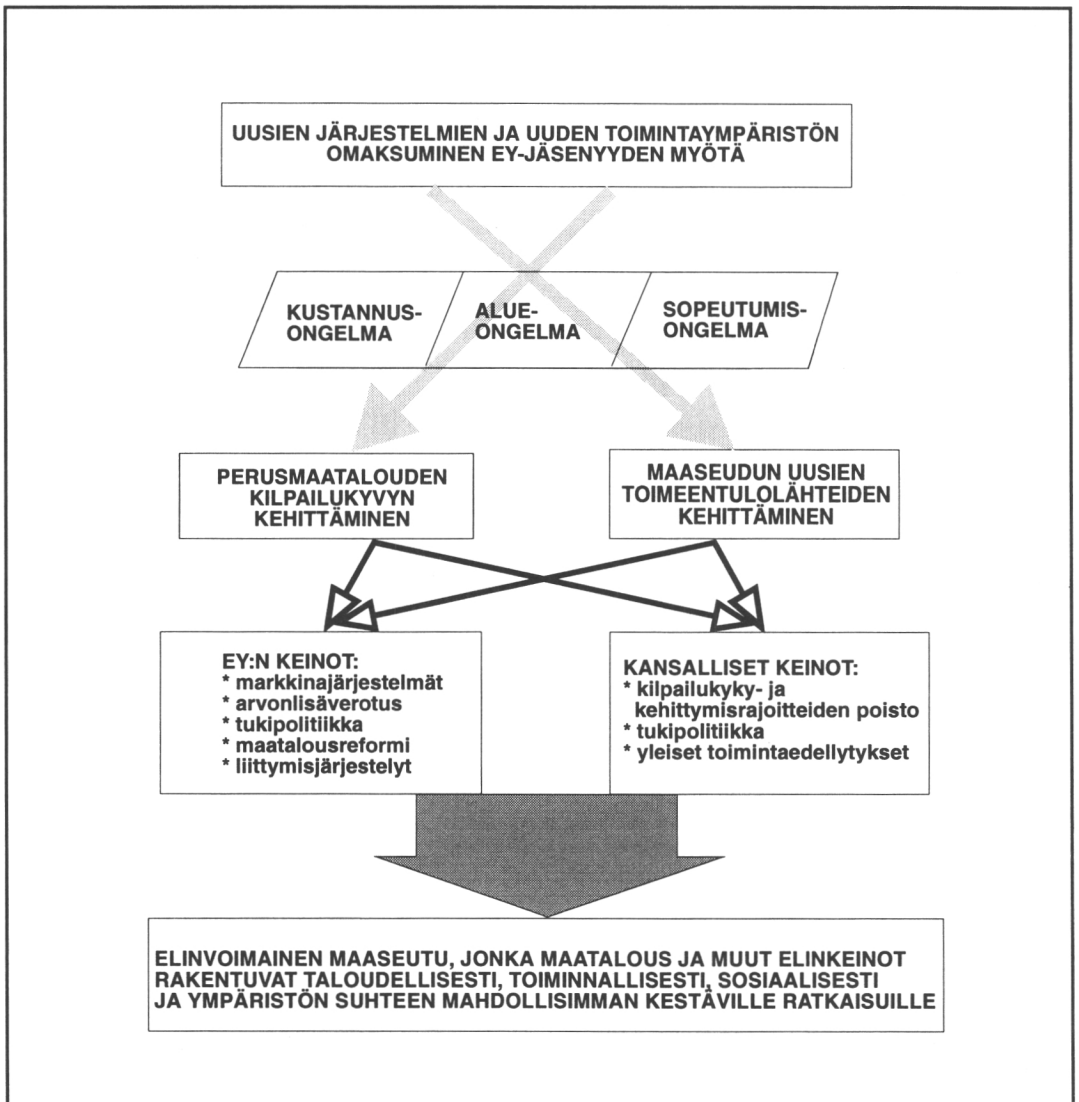 UUSIEN JÄRJESTELMIEN JA UUDEN TOIMINTAYMPÄRISTÖN
OMAKSUMINEN EY-JÄSENYYDEN MYÖTÄ
KUSTANNUS-
ONGELMA
ALUE-
ONGELMA
SOPEUTUMIS-
ONGELMA
PERUSMAATALOUDEN
KILPAILUKYVYN
KEHITTÄMINEN
MAASEUDUN UUSIEN
TOIMEENTULOLÄHTEIDEN
KEHITTÄMINEN
EY:N KEINOT:
* markkinajärjestelmät
* arvonlisäverotus
* tukipolitiikka
* maatalousreformi
* liittymisjärjestelyt
KANSALLISET KEINOT:
* kilpailukyky- ja
kehittymisrajoitteiden poisto
* tukipolitiikka
* yleiset toimintaedellytykset
ELINVOIMAINEN MAASEUTU, JONKA MAATALOUS JA MUUT ELINKEINOT
RAKENTUVAT TALOUDELLISESTI, TOIMINNALLISESTI, SOSIAALISESTI
JA YMPÄRISTÖN SUHTEEN MAHDOLLISIMMAN KESTÄVILLE RATKAISUILLE